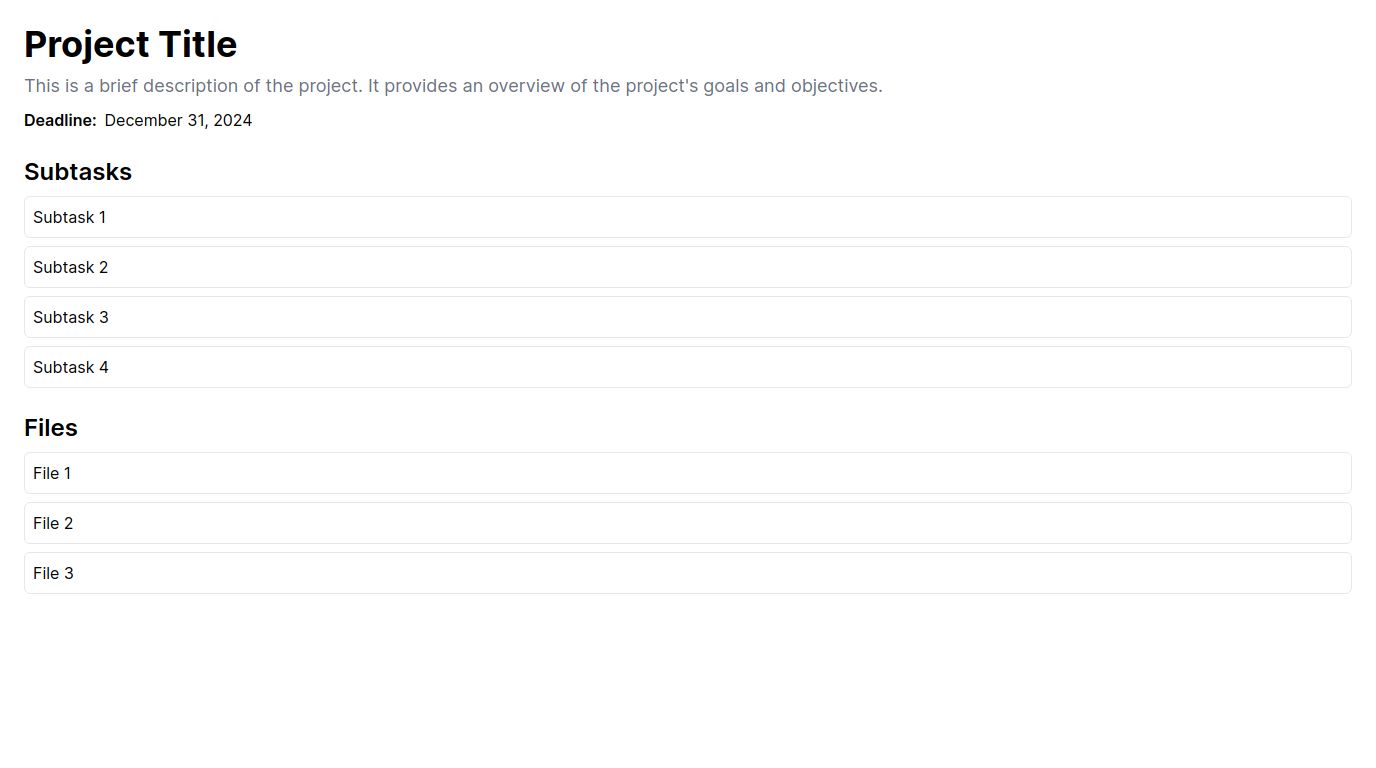 Project Title
This is a brief description of the project. It provides an overview of the project's goals and objectives.
Deadline: December 31, 2024
Subtasks
Subtask 1
Subtask 2
Subtask 3
Subtask 4
Files
File 1
File 2
File 3